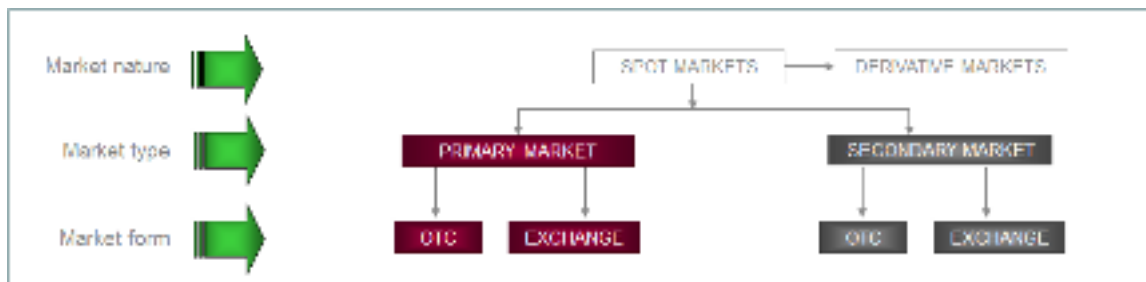 Market nature
SPOT MARKETS
DERIVATIVE MARKETS
Market type
PRIMARY MARKET
SECONDARY MARKET
Market form
OTC
EXCHANGE
OTC
EXCHANGE